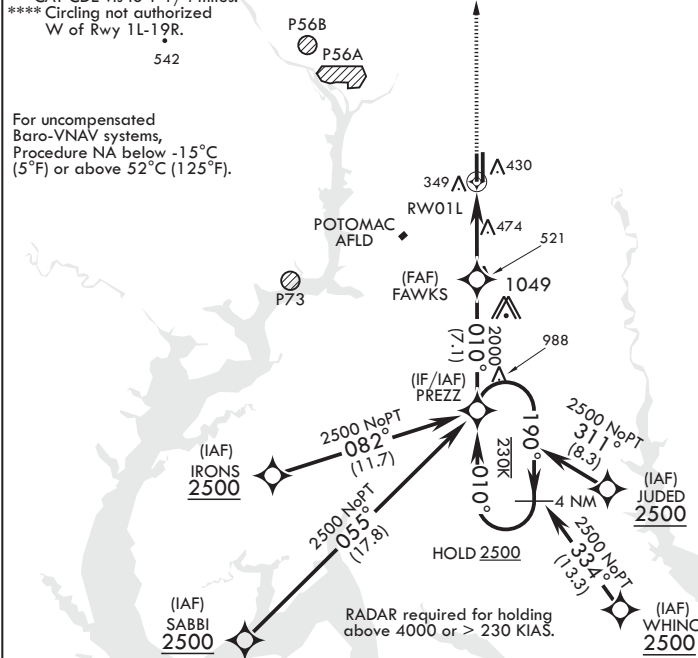 **** Circling not authorized
W of Rwy 1L-19R.
542
For uncompensated
Baro-VNAV systems,
Procedure NA below -15°C
(5°F) or above 52°C (125°F).
P56B
P56A
349
430
RW01L
474
POTOMAC
AFLD
521
(FAF)
FAWKS
1049
P73
010°
(7.1)
2000
988
(IF/IAF)
PREZZ
2500 NoPT
082°
(11.7)
(IAF)
IRONS
2500
190°
230K
010°
2500 NoPT
311°
(8.3)
(IAF)
JUDED
2500
4 NM
HOLD 2500
2500 NoPT
055°
(17.8)
2500 NoPT
334°
(13.3)
(IAF)
SABBI
2500
RADAR required for holding
above 4000 or > 230 KIAS.
(IAF)
WHINO
2500